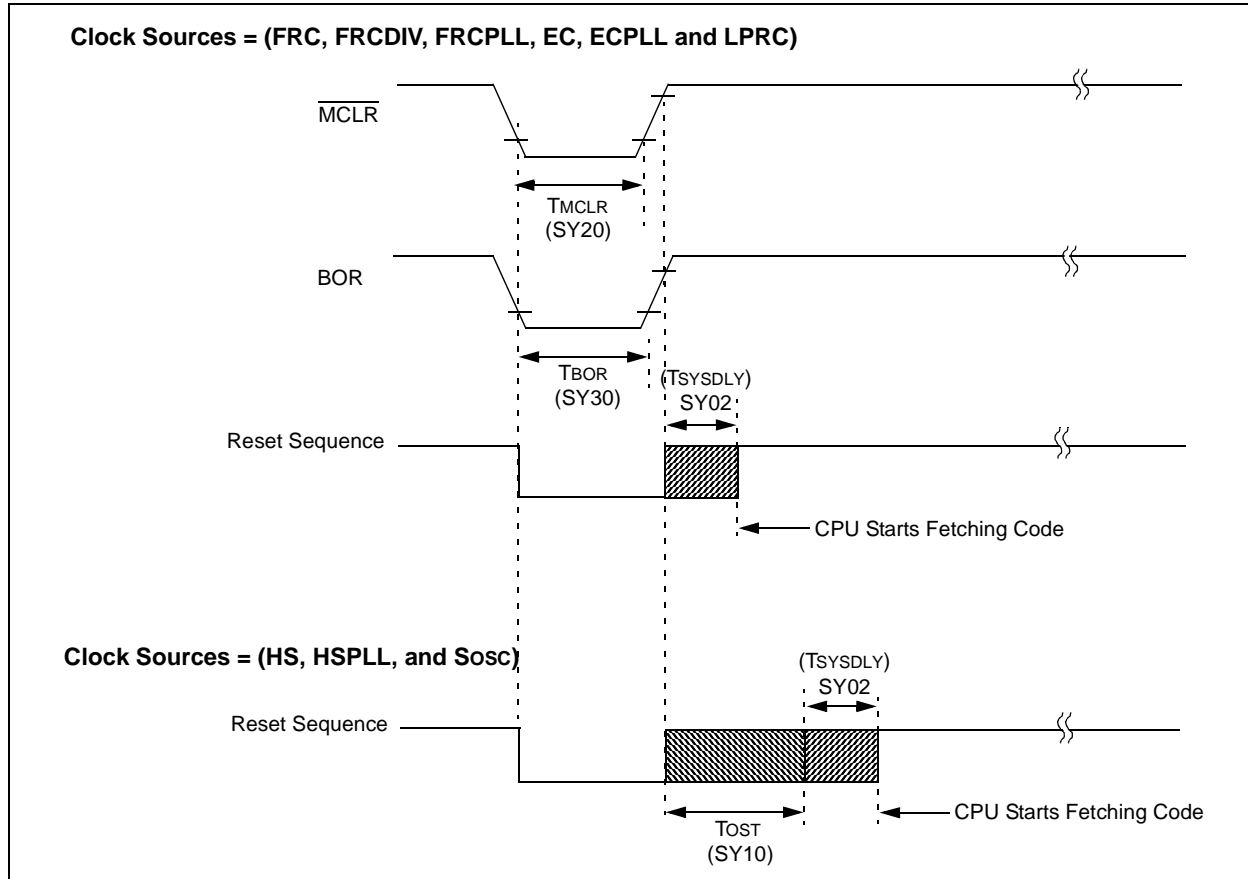 Clock Sources = (FRC, FRCDIV, FRCPLL, EC, ECPLL and LPRC)
MCLR
TMCLR
(SY20)
BOR
TBOR
(SY30)
(TSYSDLY)
SY02
Reset Sequence
CPU Starts Fetching Code
Clock Sources = (HS, HSPLL, and SOSC)
(TSYSDLY)
SY02
Reset Sequence
CPU Starts Fetching Code
TOST
(SY10)